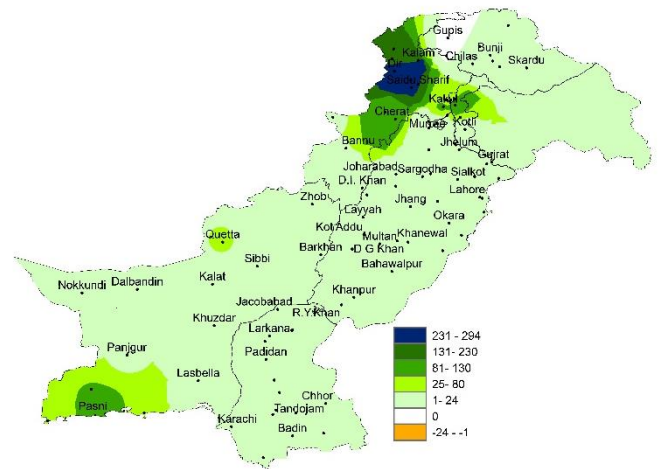 Gupis
Kalam
Bunji
Chilas
Skardu
Dir
Saidu Sharif
Kakul
Cherat
Murree
Kotli
Bannu
Jhelum
Gujrat
Joharabad
Sargodha
Sialkot
D.I. Khan
Lahore
Zhob
Layyah
Jhang
Okara
Kot Addu
Quetta
Multan
Khanewal
Barkhan
D G Khan
Sibbi
Bahawalpur
Kalat
Nokkundi
Dalbandin
Khanpur
Jacobabad
R.Y.Khan
Khuzdar
Larkana
Panjgur
Padidan
Lasbella
Pasni
Chhor
Karachi
Tandojam
Badin
231 - 294
131 - 230
81 - 130
25 - 80
1 - 24
0
-24 - -1